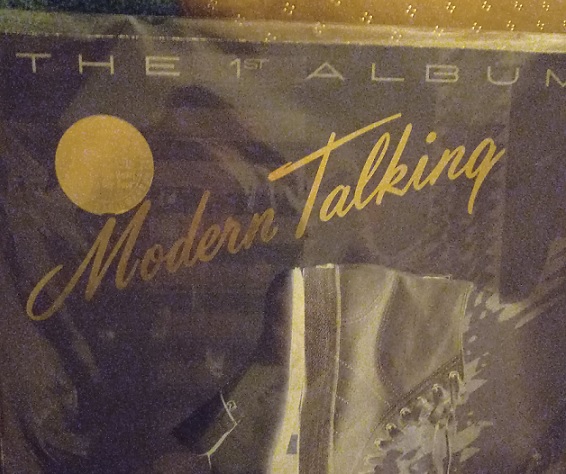 THE 1ST ALBUM
Modern Talking